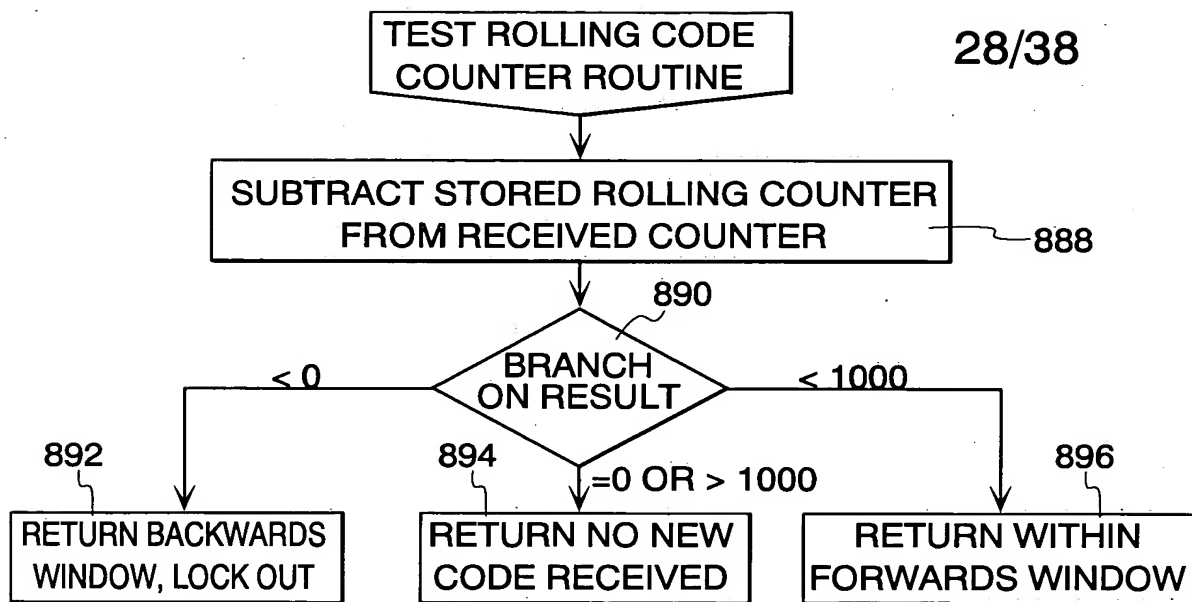 TEST ROLLING CODE
COUNTER ROUTINE
28/38
SUBTRACT STORED ROLLING COUNTER
FROM RECEIVED COUNTER
888
890
BRANCH
ON RESULT
< 0
< 1000
=0 OR > 1000
892
RETURN BACKWARDS
WINDOW, LOCK OUT
894
RETURN NO NEW
CODE RECEIVED
896
RETURN WITHIN
FORWARDS WINDOW